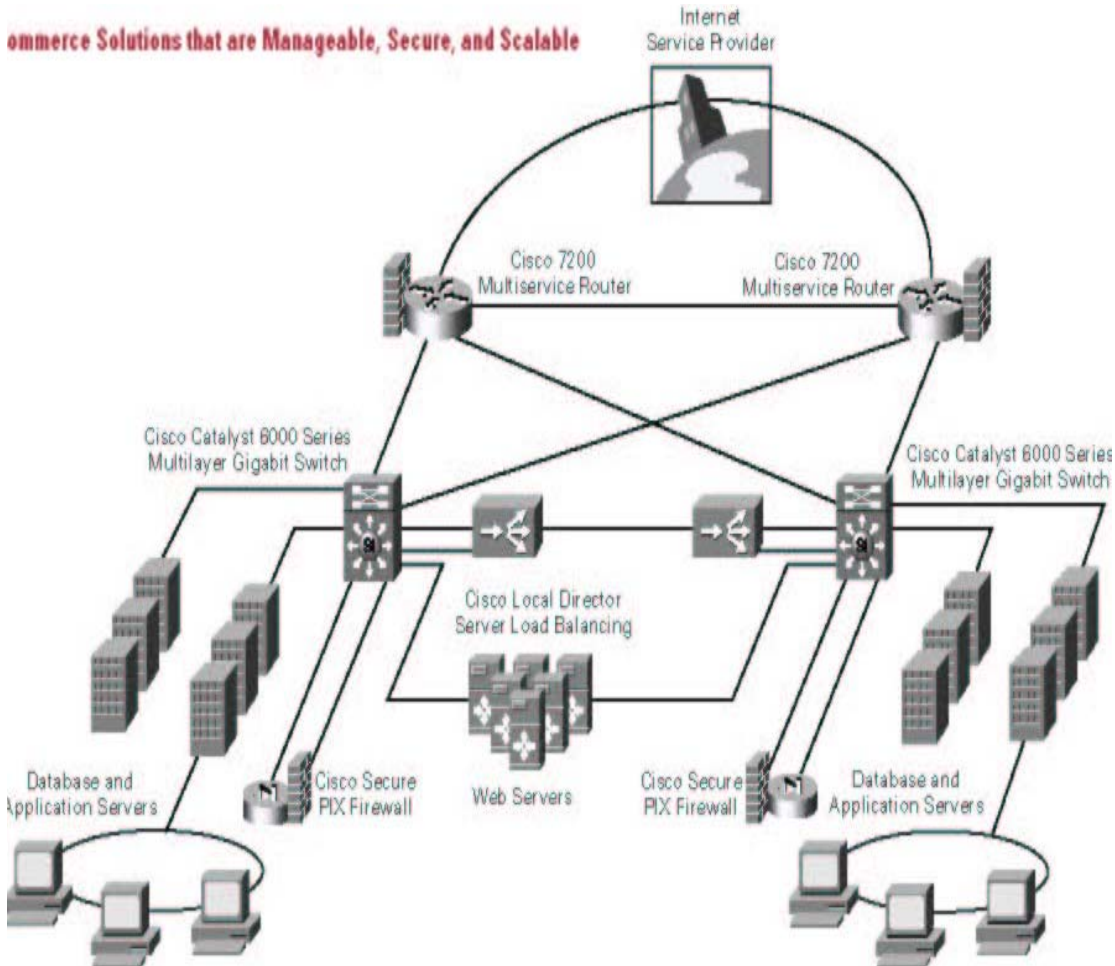 ommerce Solutions that are Manageable, Secure, and Scalable
Internet
Service Provider
Cisco 7200
Multiservice Router
Cisco 7200
Multiservice Router
Cisco Catalyst 6000 Series
Multilayer Gigabit Switch
Cisco Catalyst 6000 Series
Multilayer Gigabit Switch
Si
Si
Cisco Local Director
Server Load Balancing
Database and
Application Servers
Cisco Secure
PIX Firewall
Web Servers
Cisco Secure
PIX Firewall
Database and
Application Servers